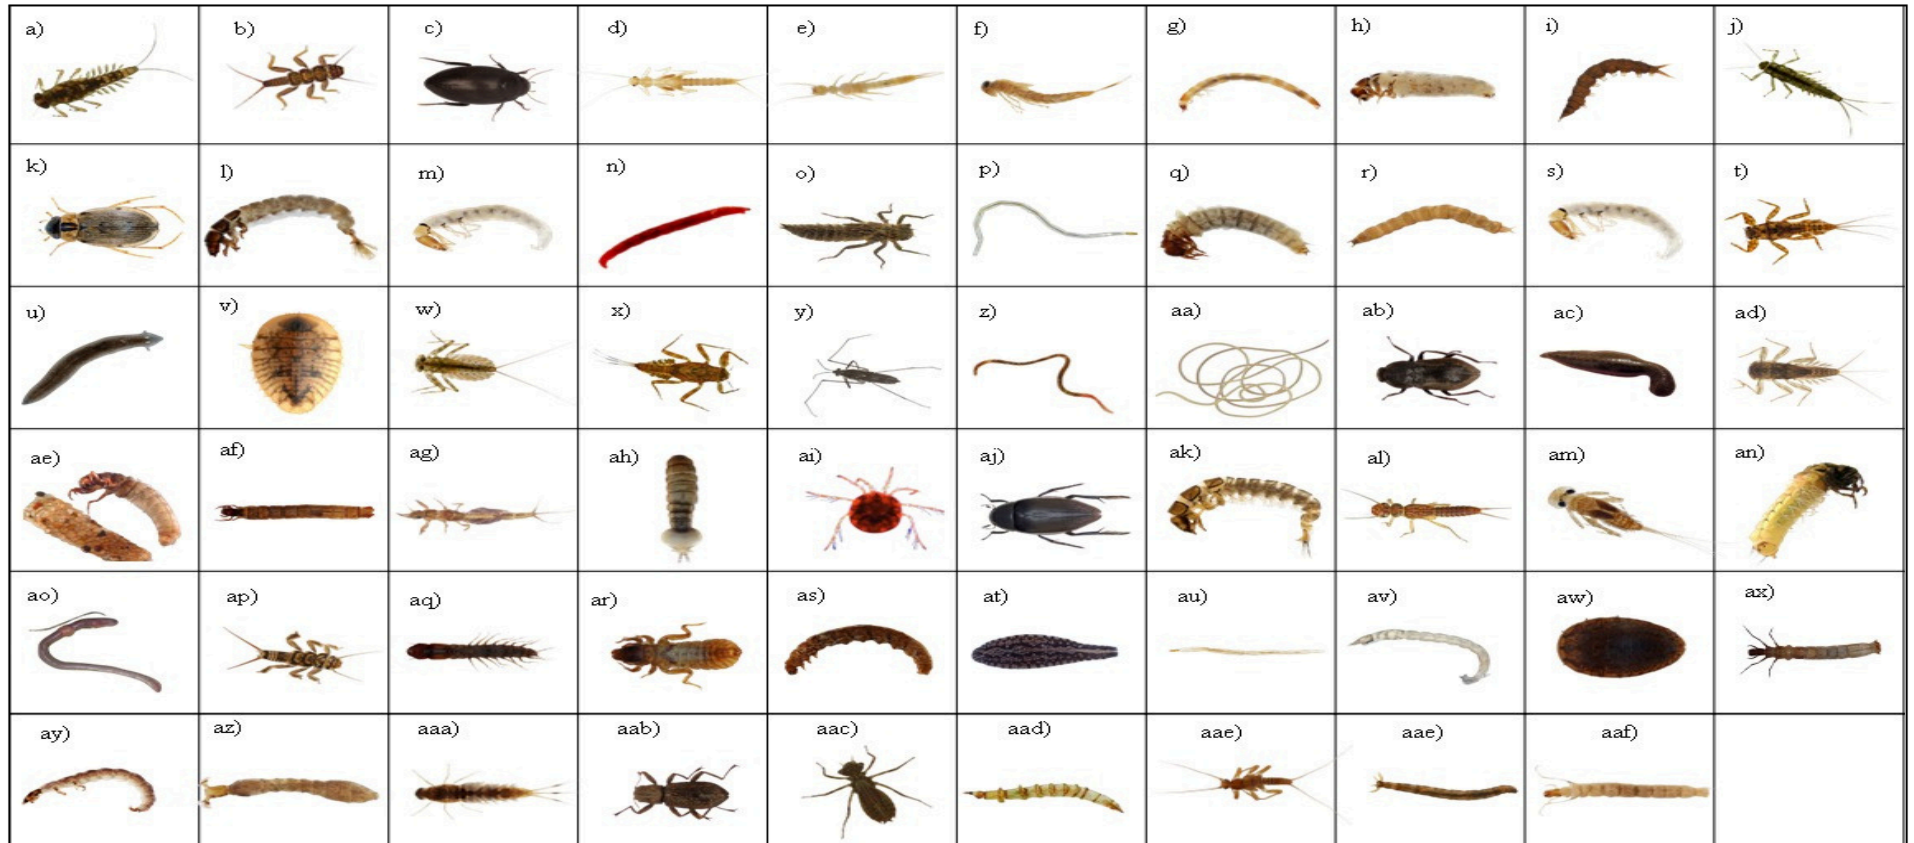 a) b) c) d) e) f) g) h) i) j)
k) l) m) n) o) p) q) r) s) t)
u) v) w) x) y) z) aa) ab) ac) ad)
ae) af) ag) ah) ai) aj) ak) al) am) an)
ao) ap) aq) ar) as) at) au) av) aw) ax)
ay) az) aaa) aab) aac) aad) aae) aae) aaf)